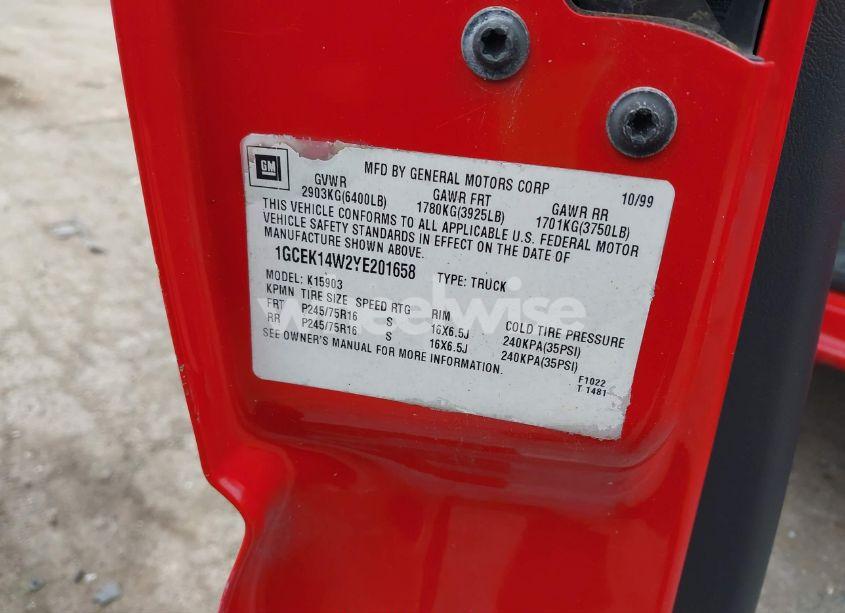 GM
MFD BY GENERAL MOTORS CORP 10/99
GVWR GAWR FRT GAWR RR
2903KG(6400LB) 1780KG(3925LB) 1701KG(3750LB)
THIS VEHICLE CONFORMS TO ALL APPLICABLE U.S. FEDERAL MOTOR
VEHICLE SAFETY STANDARDS IN EFFECT ON THE DATE OF
MANUFACTURE SHOWN ABOVE.
1GCEK14W2YE201658 TYPE: TRUCK
MODEL: K15903
KPMN TIRE SIZE SPEED RTG RIM COLD TIRE PRESSURE
FRT P245/75R16 S 16X6.5J 240KPA(35PSI)
RR P245/75R16 S 16X6.5J 240KPA(35PSI)
SEE OWNER'S MANUAL FOR MORE INFORMATION.
F1022
T 1481
wheelwise